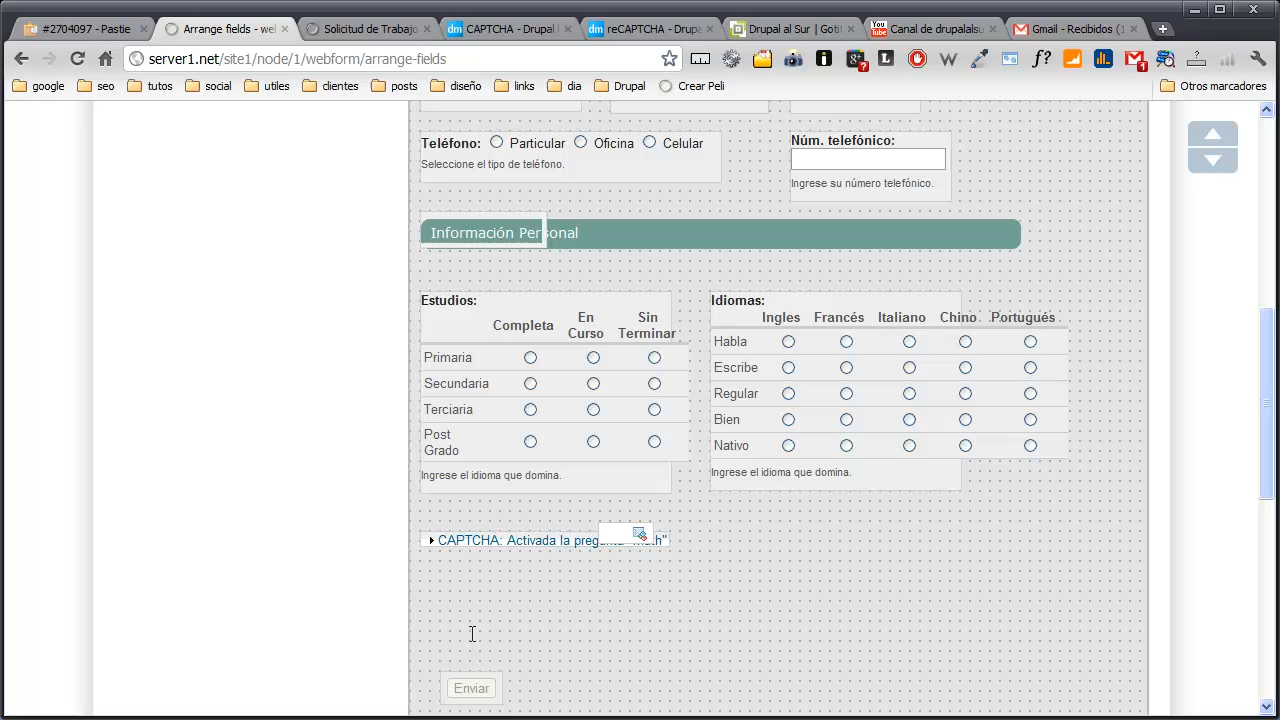 #2704097 - Pastie
Arrange fields - we
Solicitud de Trabajo
CAPTCHA - Drupal
reCAPTCHA - Drupa
Drupal al Sur | Got
Canal de drupalalsu
Gmail - Recibidos (1
server1.net/site1/node/1/webform/arrange-fields
google
seo
tutos
social
utiles
clientes
posts
diseño
links
dia
Drupal
Crear Peli
Otros marcadores
Teléfono: Particular Oficina Celular
Seleccione el tipo de teléfono.
Núm. telefónico:
Ingrese su número telefónico.
Información Personal
Estudios:
Completa En Curso Sin Terminar
Primaria
Secundaria
Terciaria
Post
Grado
Ingrese el idioma que domina.
Idiomas:
Ingles Francés Italiano Chino Portugués
Habla
Escribe
Regular
Bien
Nativo
Ingrese el idioma que domina.
CAPTCHA: Activada la pregunta "math"
Enviar